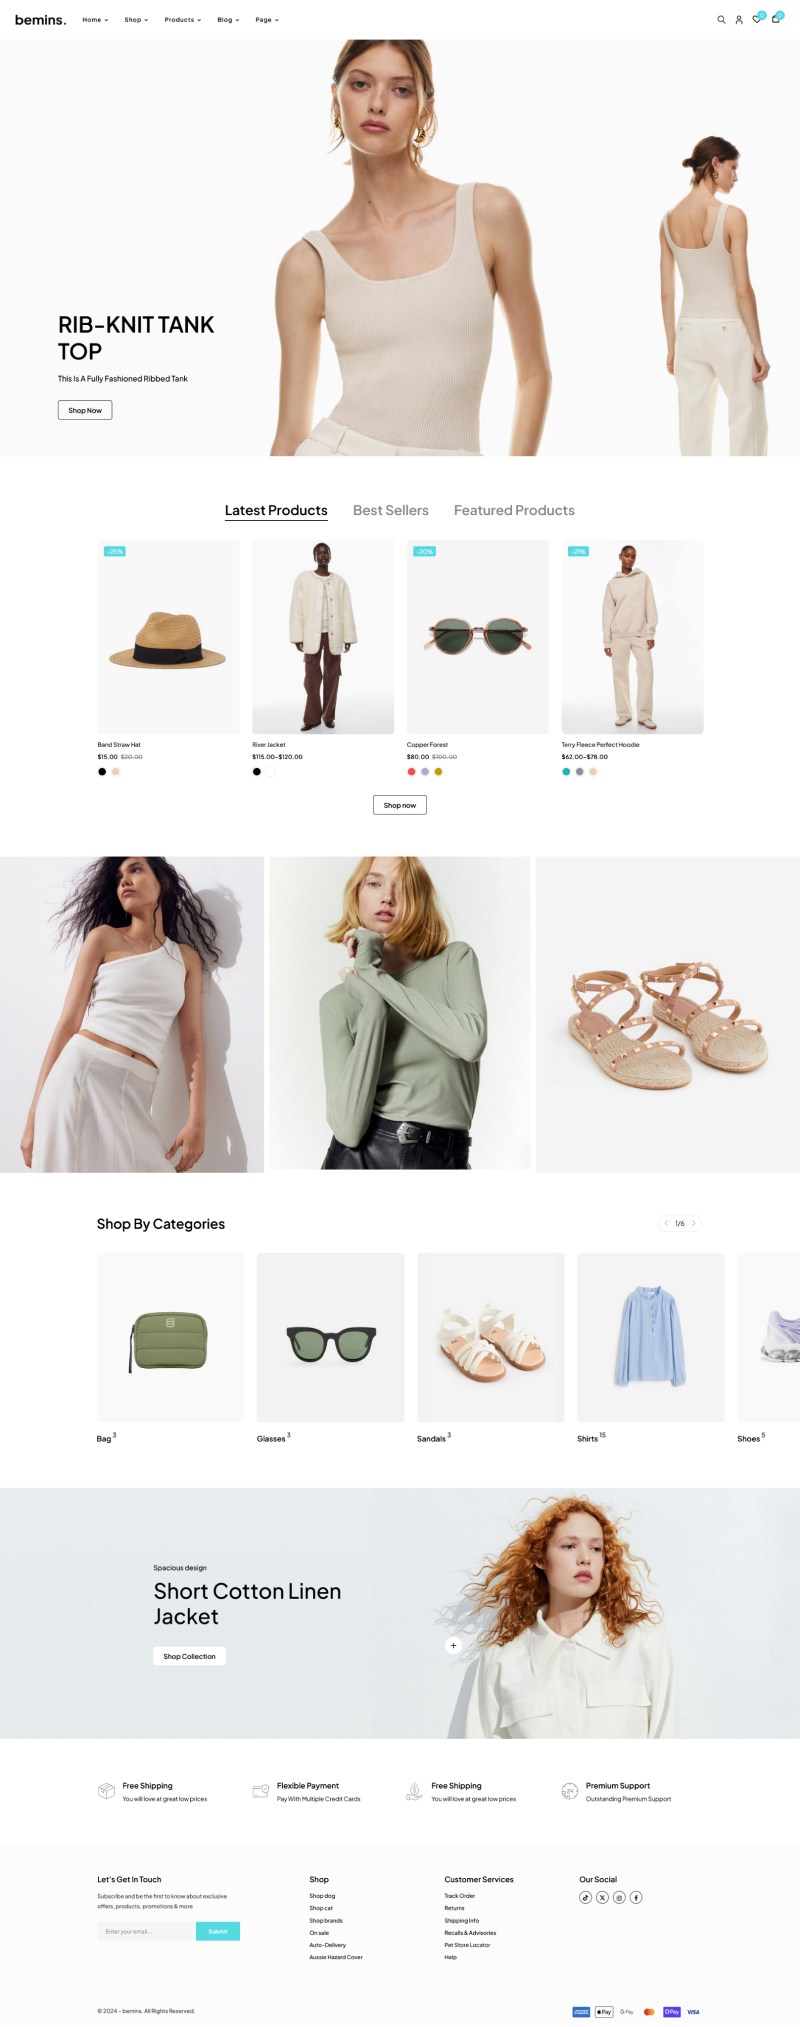 bemins.
Home Shop Products Blog Page
0 0
RIB-KNIT TANK
TOP
This Is A Fully Fashioned Ribbed Tank
Shop Now
Latest Products Best Sellers Featured Products
-25% -20% -23%
Band Straw Hat River Jacket Copper Forest Terry Fleece Perfect Hoodie
$15.00 $20.00 $115.00–$120.00 $80.00 $100.00 $62.00–$78.00
Shop now
Shop By Categories
1/6
Bag 3 Glasses 3 Sandals 3 Shirts 15 Shoes 5
Spacious design
Short Cotton Linen
Jacket
Shop Collection
+
Free Shipping Flexible Payment Free Shipping Premium Support
You will love at great low prices Pay With Multiple Credit Cards You will love at great low prices Outstanding Premium Support
Let's Get In Touch
Subscribe and be the first to know about exclusive
offers, products, promotions & more
Enter your email... Submit
Shop
Shop dog
Shop cat
Shop brands
On sale
Auto-Delivery
Aussie Hazard Cover
Customer Services
Track Order
Returns
Shipping Info
Recalls & Advisories
Pet Store Locator
Help
Our Social
© 2024 - bemins. All Rights Reserved.
Pay G Pay Pay VISA